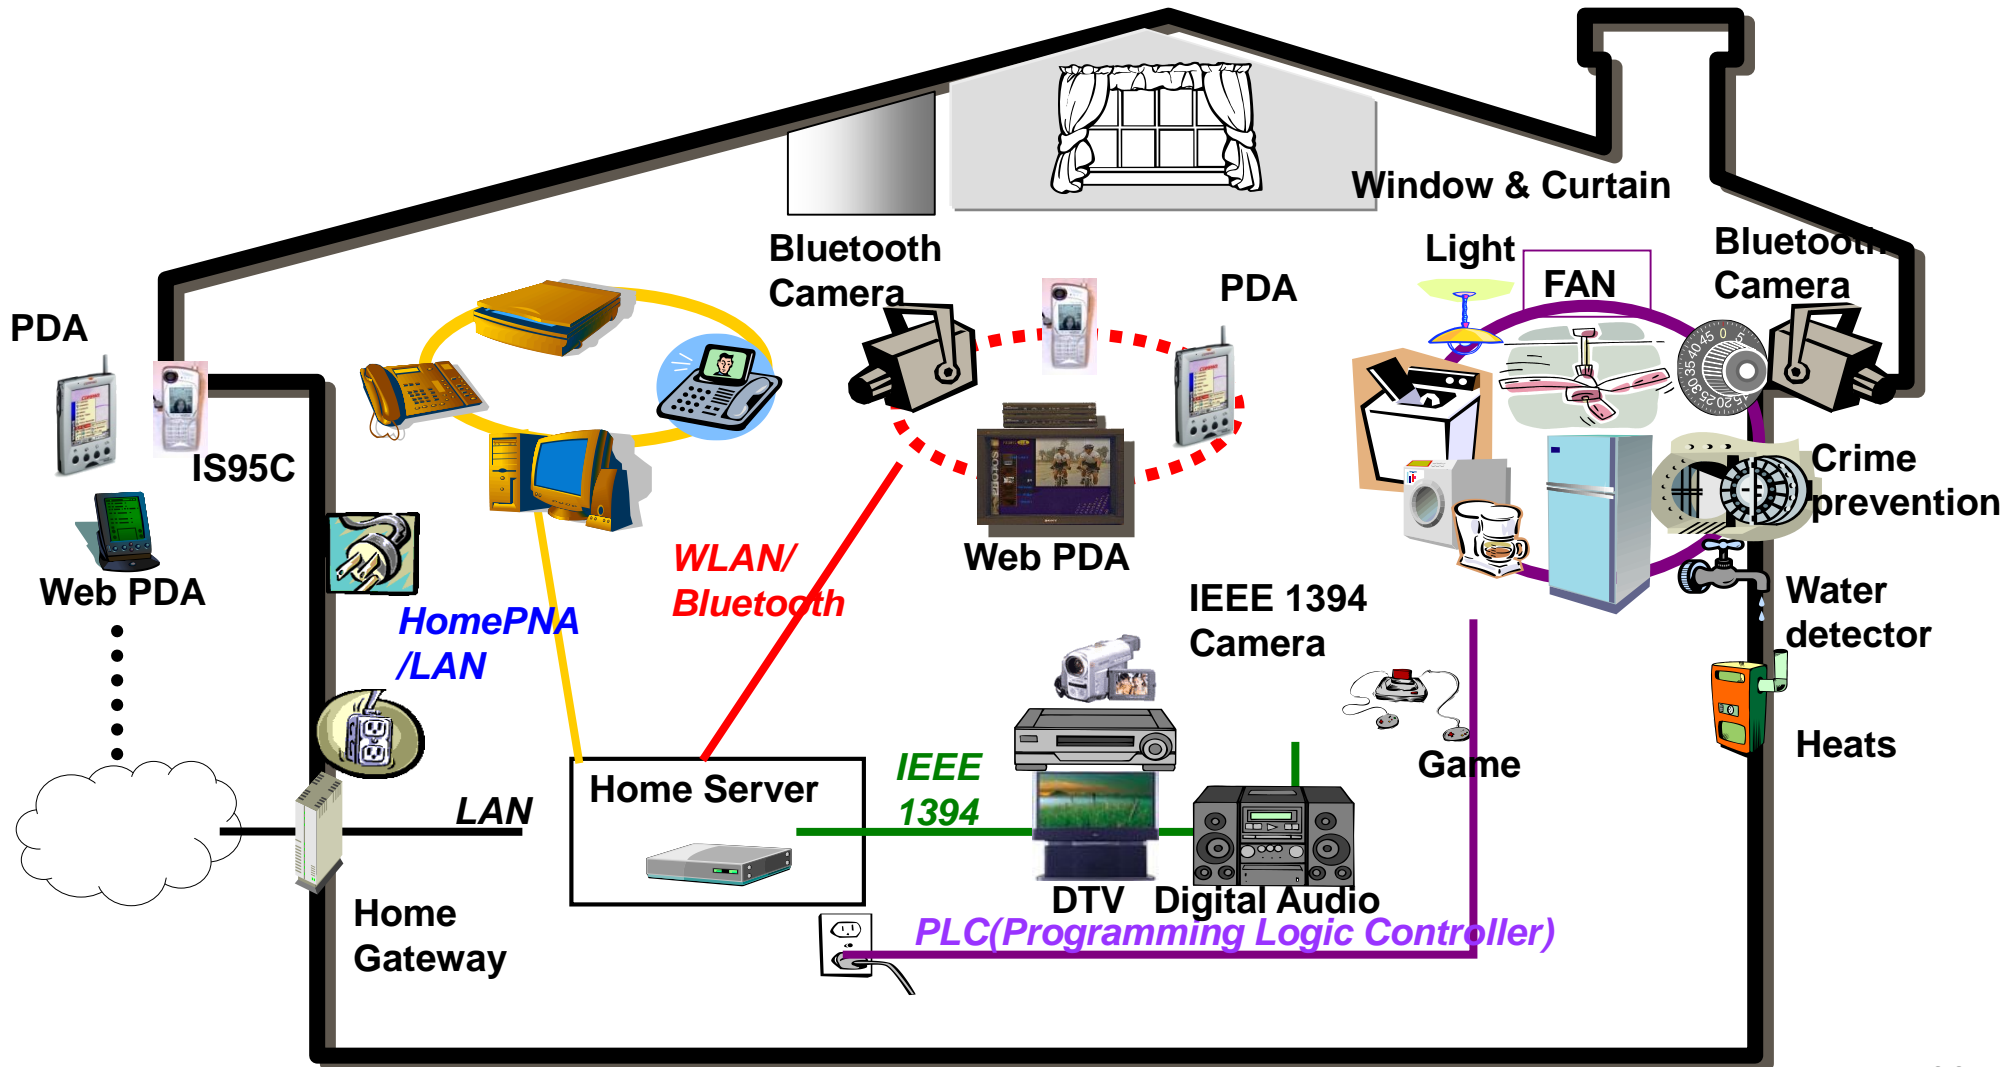 Window & Curtain
Bluetooth
Camera
Light
FAN
Bluetooth
Camera
PDA
PDA
IS95C
Crime
prevention
Web PDA
WLAN/
Bluetooth
Web PDA
HomePNA
/LAN
IEEE 1394
Camera
Water
detector
Home Server
IEEE
1394
LAN
Game
Heats
DTV
Digital Audio
Home
Gateway
PLC(Programming Logic Controller)